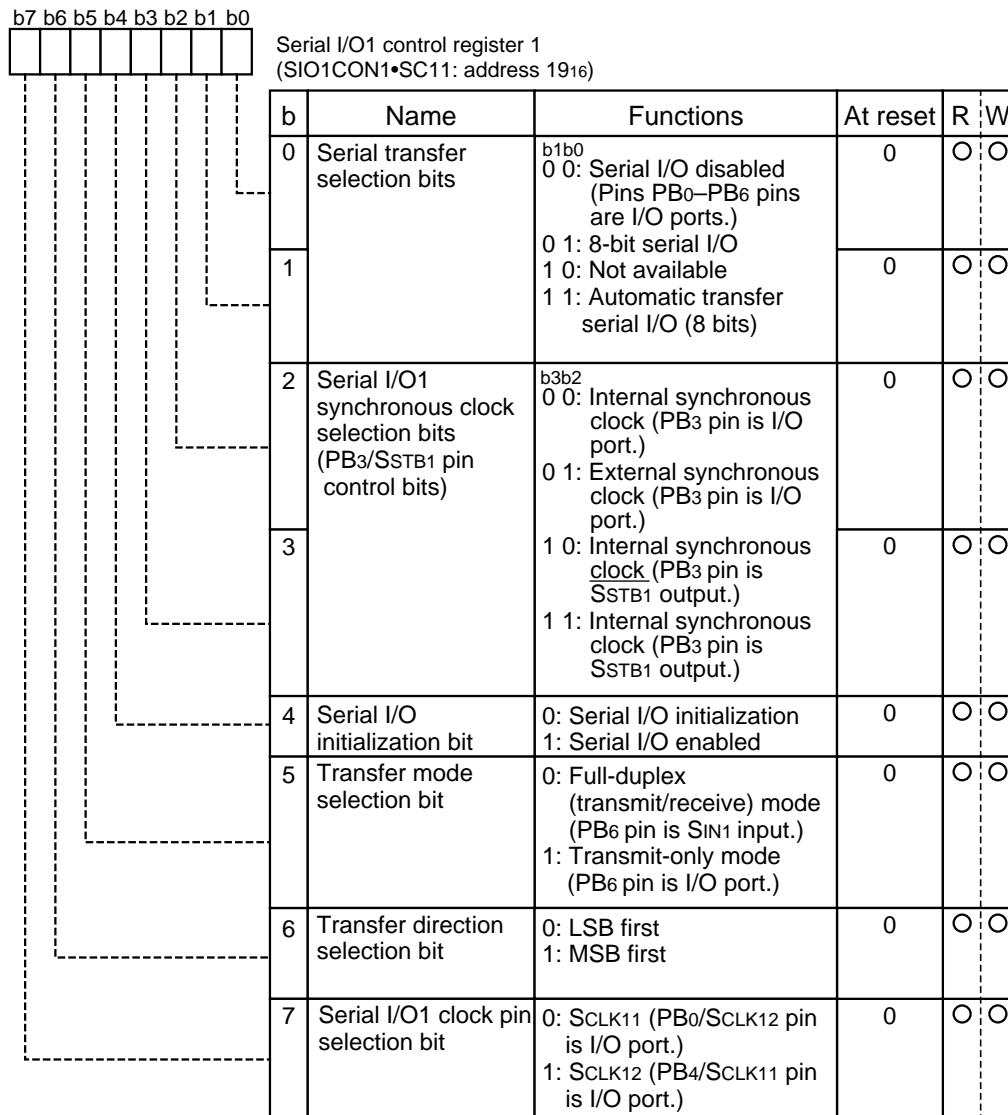 b7 b6 b5 b4 b3 b2 b1 b0
Serial I/O1 control register 1
(SIO1CON1•SC11: address 1916)
b Name Functions At reset R W
0 Serial transfer selection bits
b1b0
0 0: Serial I/O disabled
(Pins PB0–PB6 pins
are I/O ports.)
0 1: 8-bit serial I/O
1 0: Not available
1 1: Automatic transfer
serial I/O (8 bits)
0 O O
1 0 O O
2 Serial I/O1
synchronous clock
selection bits
(PB3/SSTB1 pin
control bits)
b3b2
0 0: Internal synchronous
clock (PB3 pin is I/O
port.)
0 1: External synchronous
clock (PB3 pin is I/O
port.)
1 0: Internal synchronous
clock (PB3 pin is
SSTB1 output.)
1 1: Internal synchronous
clock (PB3 pin is
SSTB1 output.)
0 O O
3 0 O O
4 Serial I/O
initialization bit
0: Serial I/O initialization
1: Serial I/O enabled
0 O O
5 Transfer mode
selection bit
0: Full-duplex
(transmit/receive) mode
(PB6 pin is SIN1 input.)
1: Transmit-only mode
(PB6 pin is I/O port.)
0 O O
6 Transfer direction
selection bit
0: LSB first
1: MSB first
0 O O
7 Serial I/O1 clock pin
selection bit
0: SCLK11 (PB0/SCLK12 pin
is I/O port.)
1: SCLK12 (PB4/SCLK11 pin
is I/O port.)
0 O O